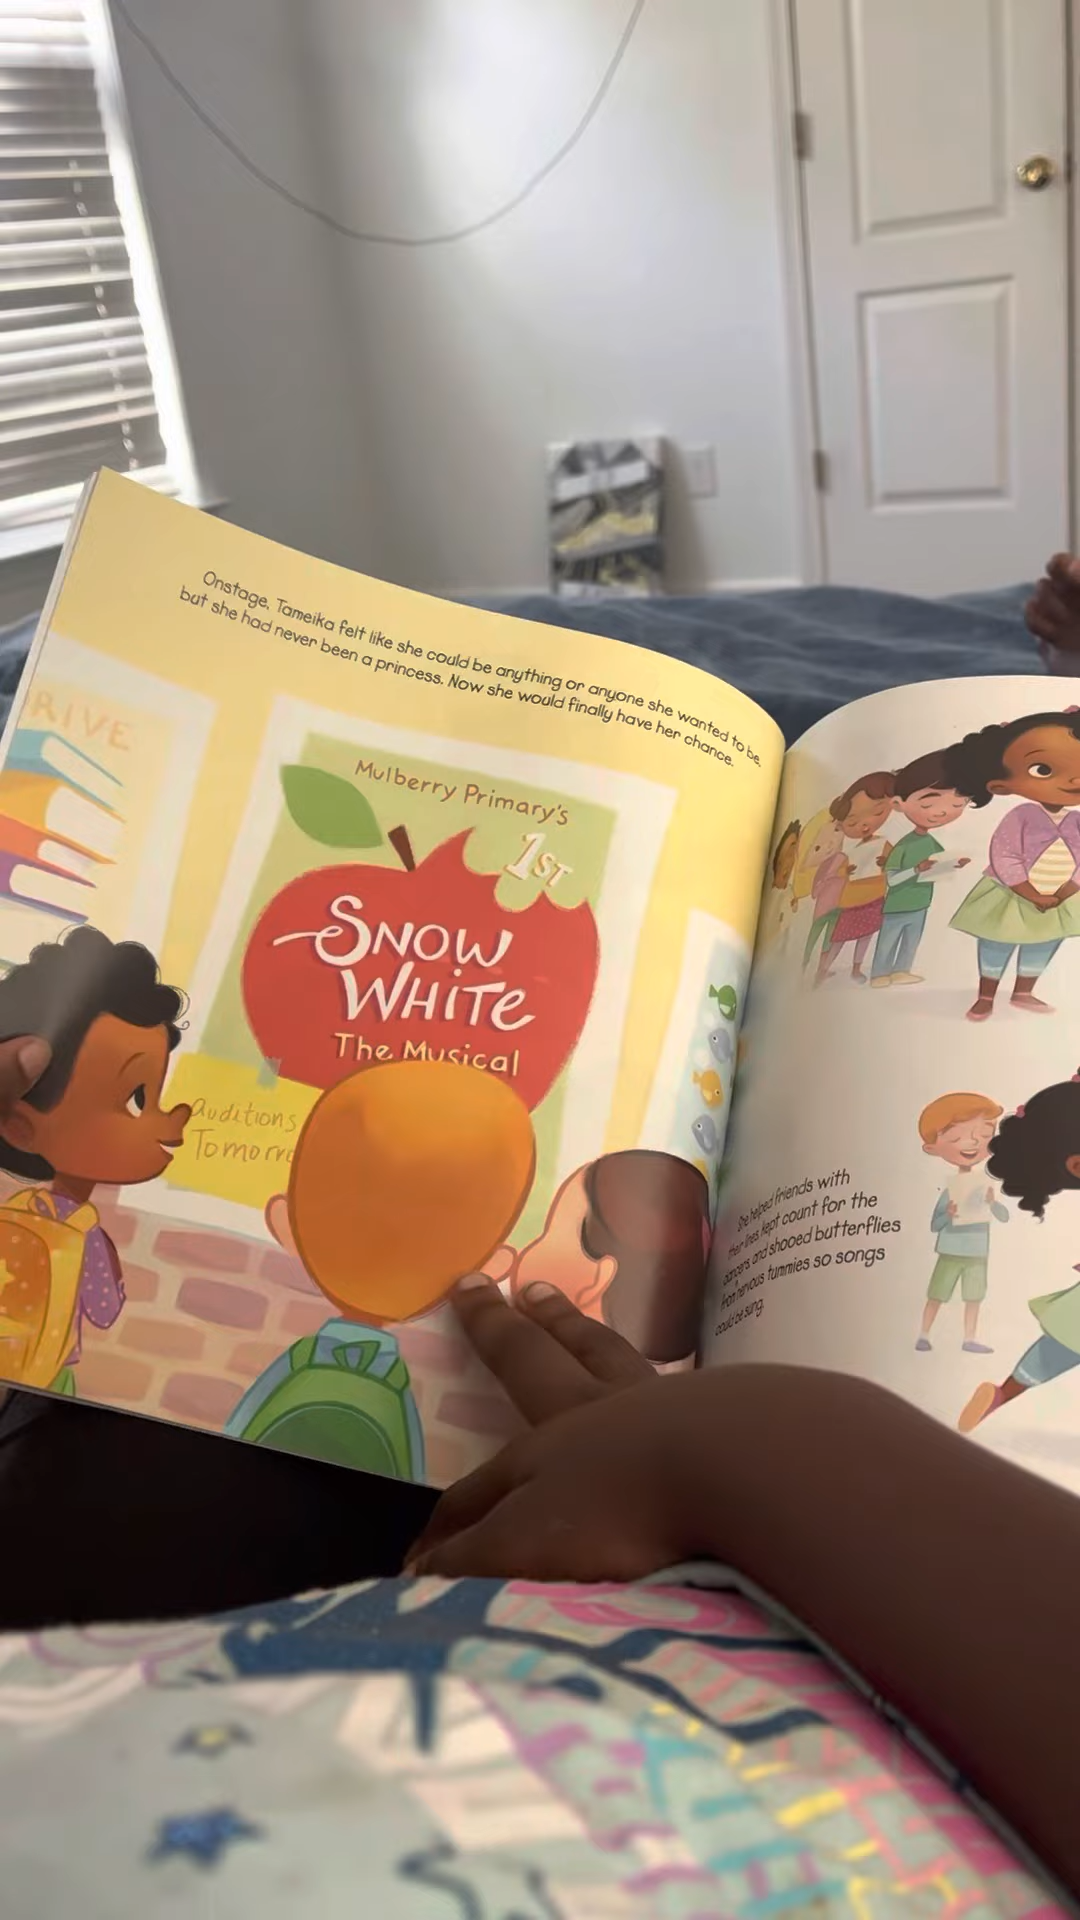 Onstage, Tameika felt like she could be anything or anyone she wanted to be,
but she had never been a princess. Now she would finally have her chance.
RIVE
Mulberry Primary's
1ST
SNOW
WHITE
The Musical
Auditions
Tomorro
She helped friends with
their lines, kept count for the
dancers and shooed butterflies
from nervous tummies so songs
could be sung.